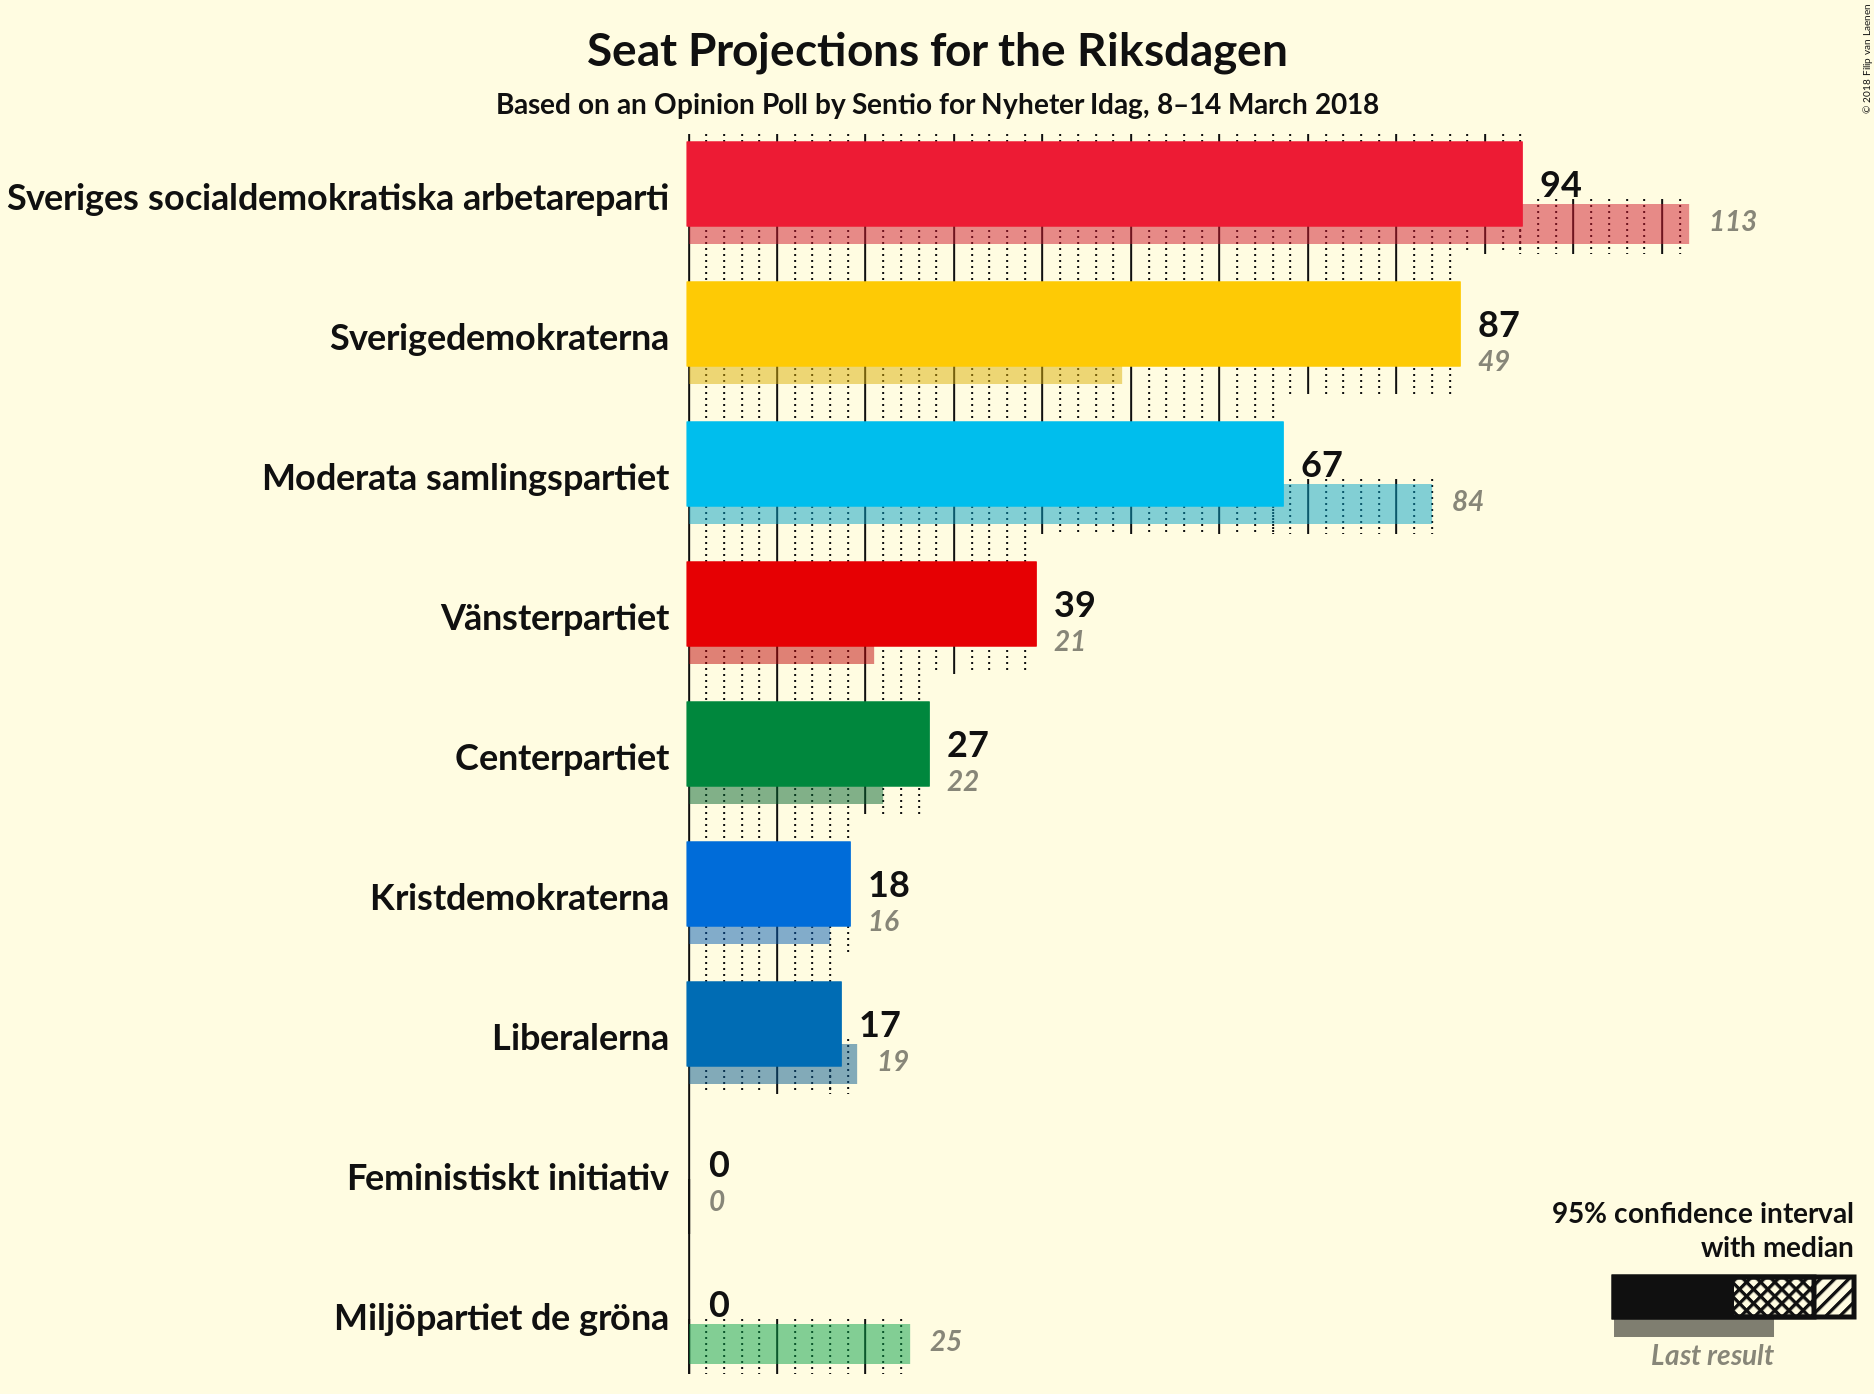 Seat Projections for the Riksdagen
Based on an Opinion Poll by Sentio for Nyheter Idag, 8–14 March 2018
© 2018 Filip van Laenen
Sveriges socialdemokratiska arbetareparti
94
113
Sverigedemokraterna
87
49
Moderata samlingspartiet
67
84
Vänsterpartiet
39
21
Centerpartiet
27
22
Kristdemokraterna
18
16
Liberalerna
17
19
Feministiskt initiativ
0
0
Miljöpartiet de gröna
0
25
95% confidence interval
with median
Last result